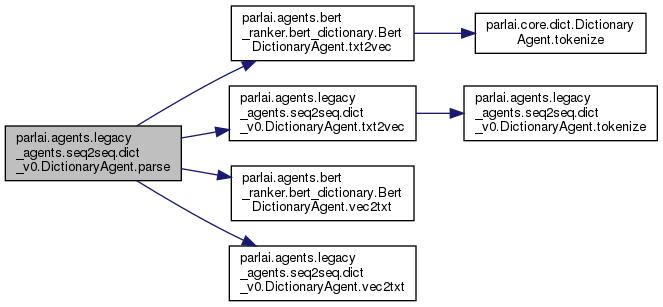 parlai.agents.legacy
_agents.seq2seq.dict
_v0.DictionaryAgent.parse
parlai.agents.bert
_ranker.bert_dictionary.Bert
DictionaryAgent.txt2vec
parlai.core.dict.Dictionary
Agent.tokenize
parlai.agents.legacy
_agents.seq2seq.dict
_v0.DictionaryAgent.txt2vec
parlai.agents.legacy
_agents.seq2seq.dict
_v0.DictionaryAgent.tokenize
parlai.agents.bert
_ranker.bert_dictionary.Bert
DictionaryAgent.vec2txt
parlai.agents.legacy
_agents.seq2seq.dict
_v0.DictionaryAgent.vec2txt